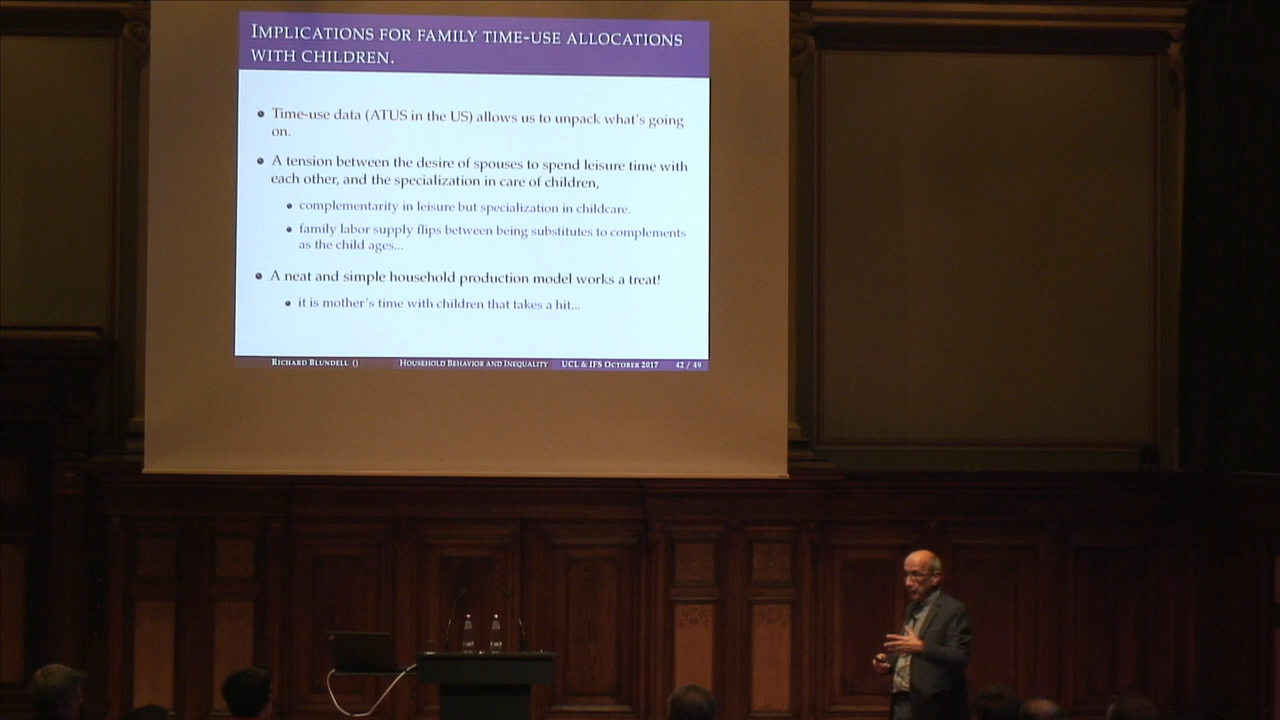 IMPLICATIONS FOR FAMILY TIME-USE ALLOCATIONS
WITH CHILDREN.
Time-use data (ATUS in the US) allows us to unpack what's going
on.
A tension between the desire of spouses to spend leisure time with
each other, and the specialization in care of children,
complementarity in leisure but specialization in childcare.
family labor supply flips between being substitutes to complements
as the child ages...
A neat and simple household production model works a treat!
it is mother's time with children that takes a hit...
RICHARD BLUNDELL () HOUSEHOLD BEHAVIOR AND INEQUALITY UCL & IFS OCTOBER 2017 42 / 49